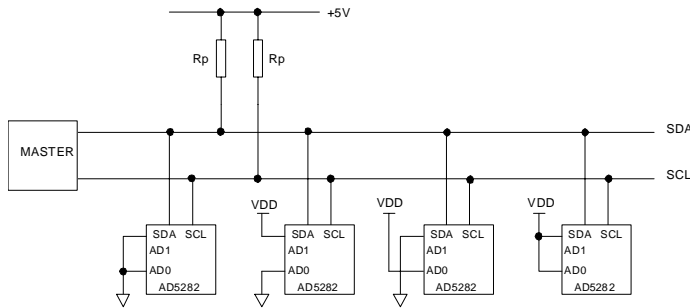 +5V
Rp Rp
SDA
MASTER
SCL
VDD VDD VDD
SDA SCL SDA SCL SDA SCL SDA SCL
AD1 AD1 AD1 AD1
AD0 AD0 AD0 AD0
AD5282 AD5282 AD5282 AD5282